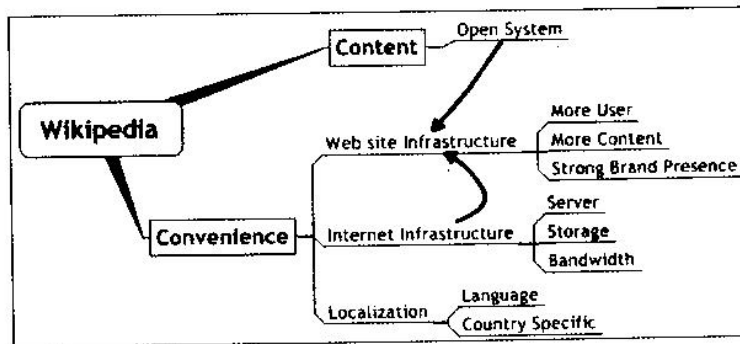 Content
Open System
Wikipedia
Web site Infrastructure
More User
More Content
Strong Brand Presence
Convenience
Internet Infrastructure
Server
Storage
Bandwidth
Localization
Language
Country Specific